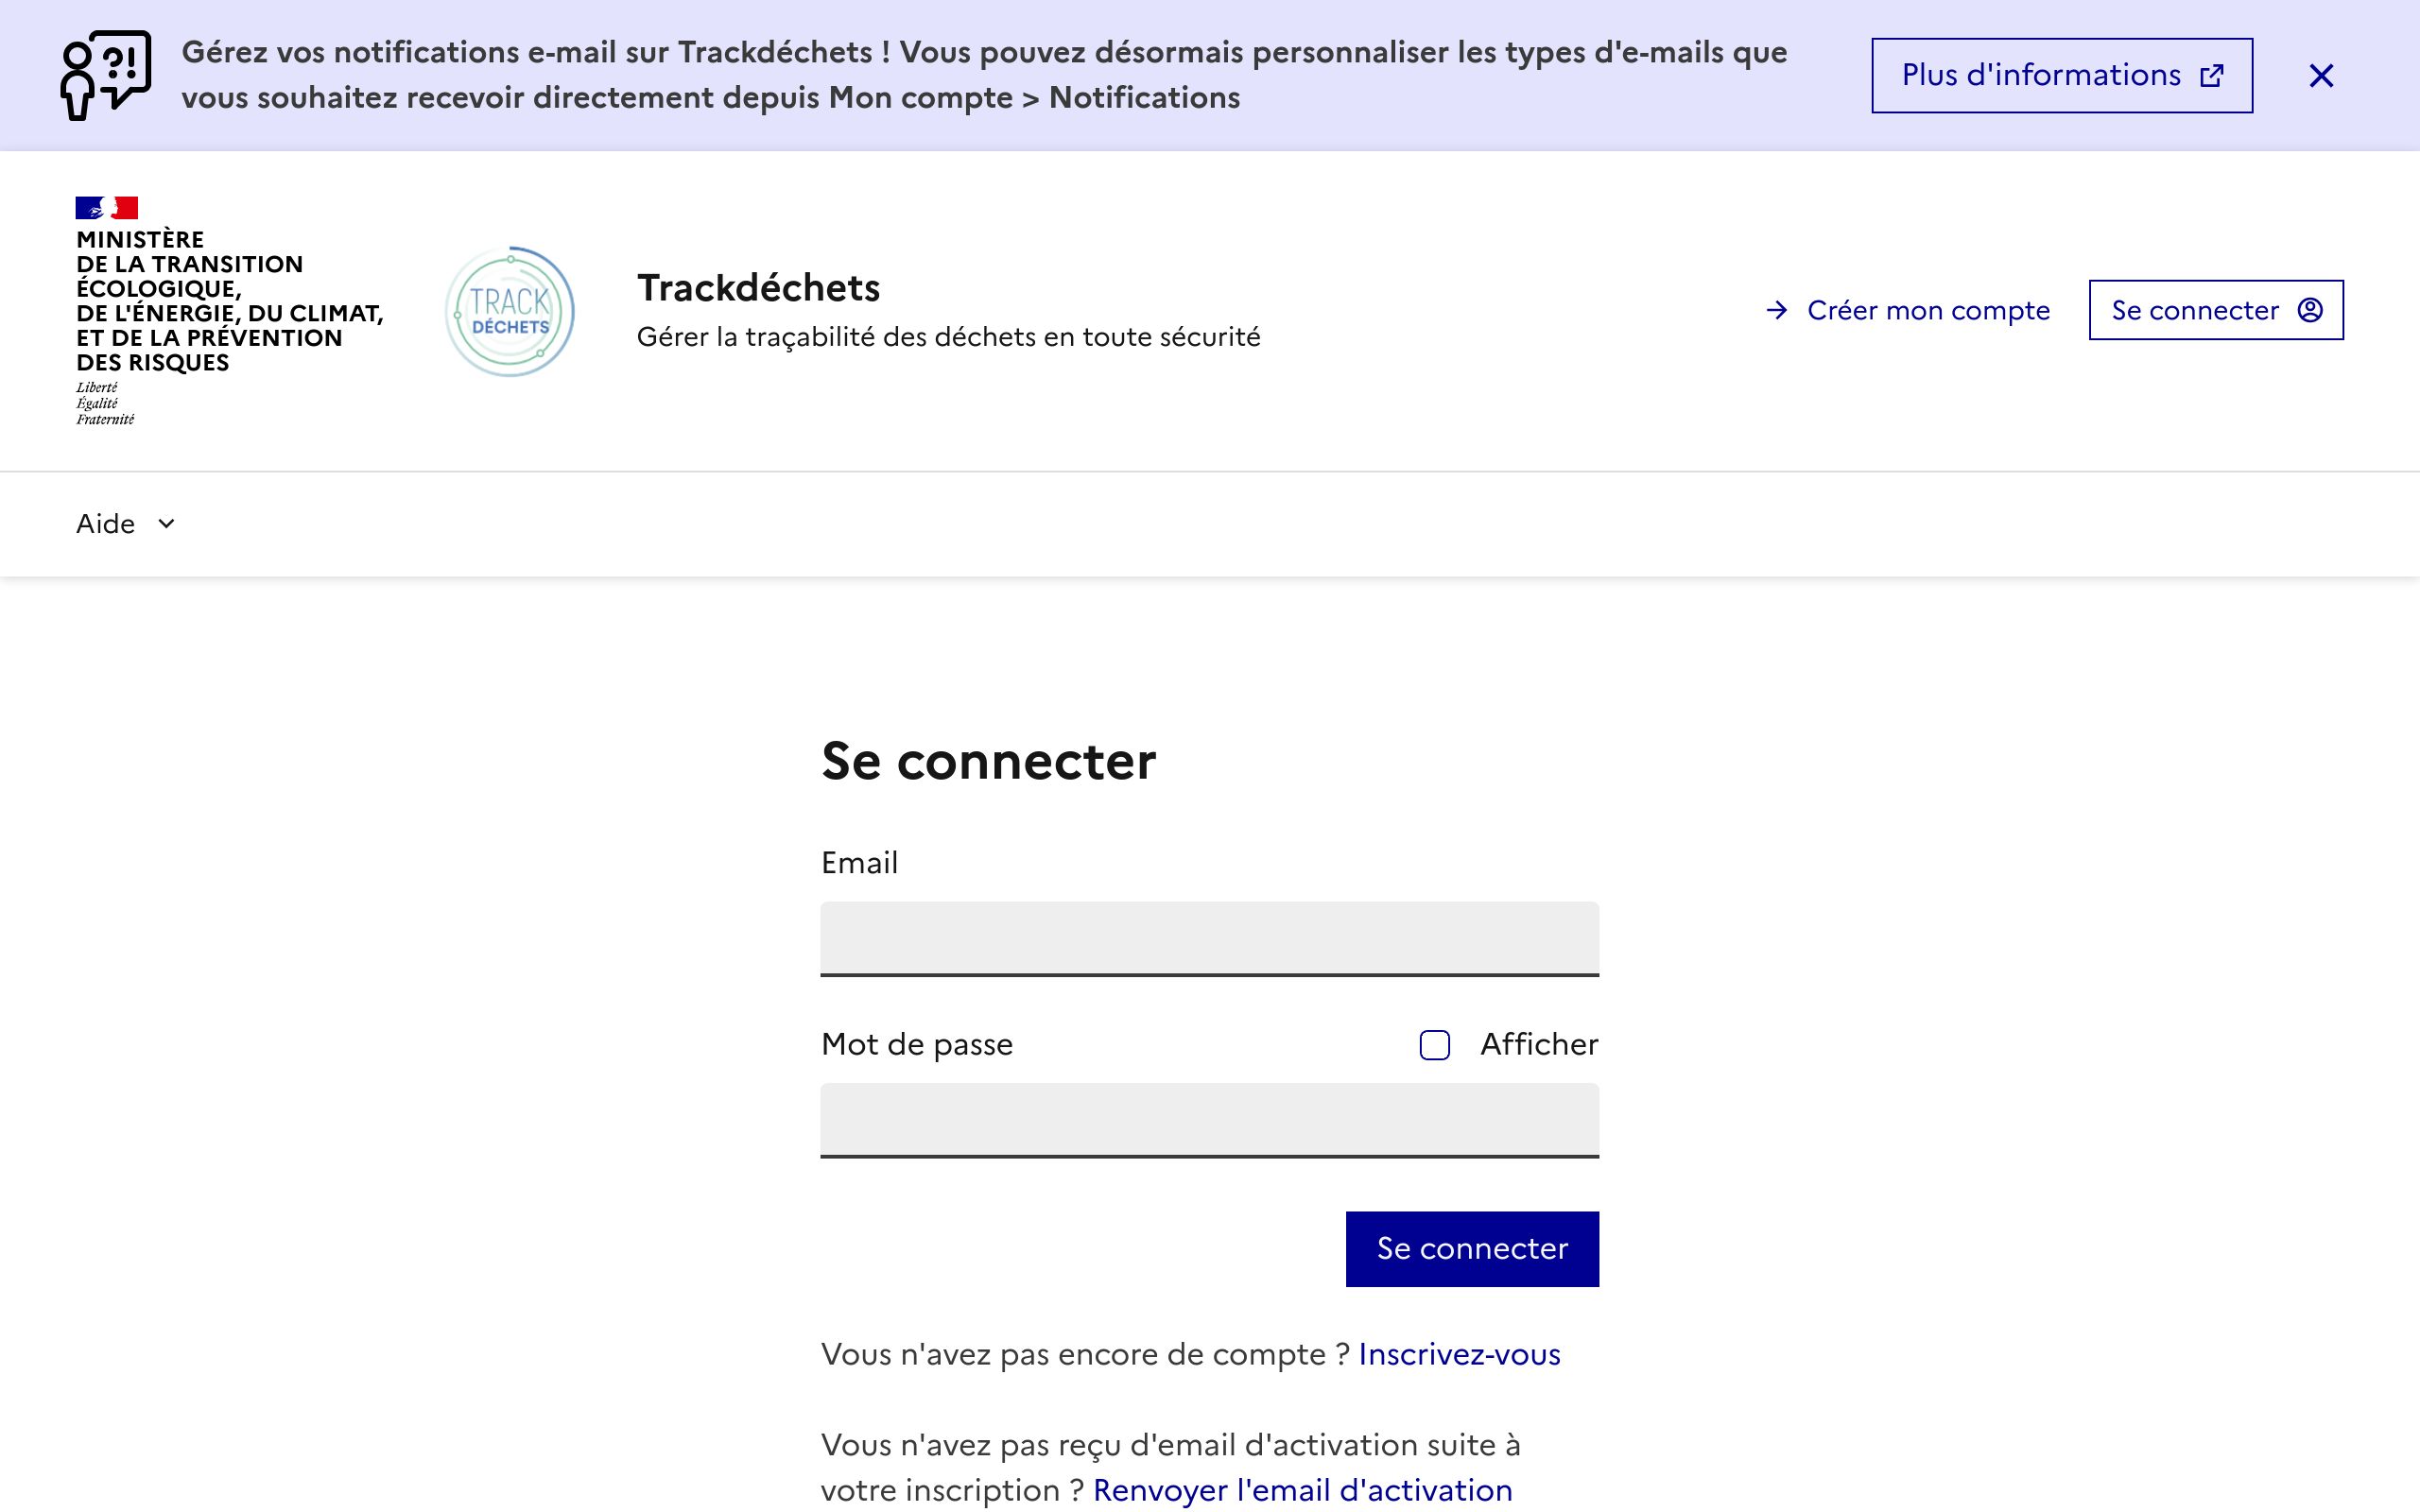 Gérez vos notifications e-mail sur Trackdéchets ! Vous pouvez désormais personnaliser les types d'e-mails que
vous souhaitez recevoir directement depuis Mon compte > Notifications
Plus d'informations
MINISTÈRE
DE LA TRANSITION
ÉCOLOGIQUE,
DE L'ÉNERGIE, DU CLIMAT,
ET DE LA PRÉVENTION
DES RISQUES
Liberté
Égalité
Fraternité
TRACK
DÉCHETS
Trackdéchets
Gérer la traçabilité des déchets en toute sécurité
Créer mon compte
Se connecter
Aide
Se connecter
Email
Mot de passe
Afficher
Se connecter
Vous n'avez pas encore de compte ? Inscrivez-vous
Vous n'avez pas reçu d'email d'activation suite à
votre inscription ? Renvoyer l'email d'activation